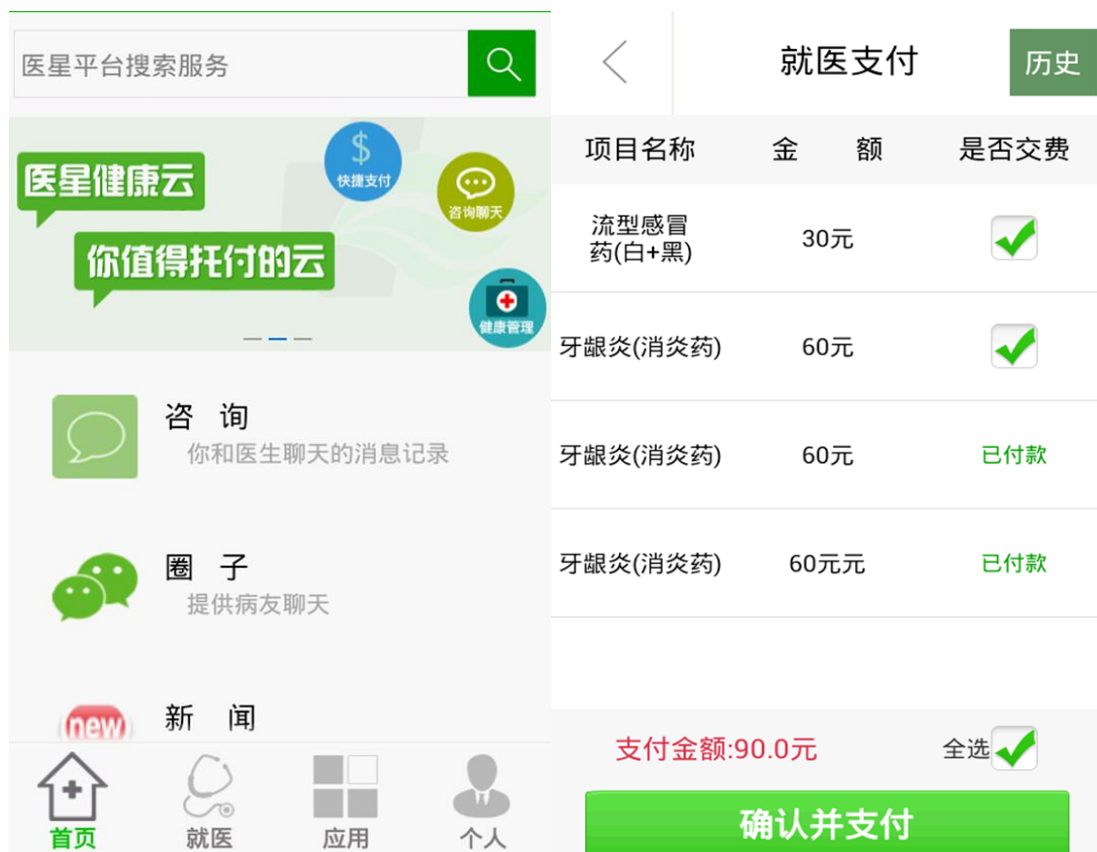 医星平台搜索服务
医星健康云
你值得托付的云
$
快捷支付
咨询聊天
健康管理
咨 询
你和医生聊天的消息记录
圈 子
提供病友聊天
new
新 闻
首页
就医
应用
个人
就医支付
历史
项目名称 金 额 是否交费
流型感冒
药(白+黑) 30元
牙龈炎(消炎药) 60元
牙龈炎(消炎药) 60元 已付款
牙龈炎(消炎药) 60元元 已付款
支付金额:90.0元 全选
确认并支付